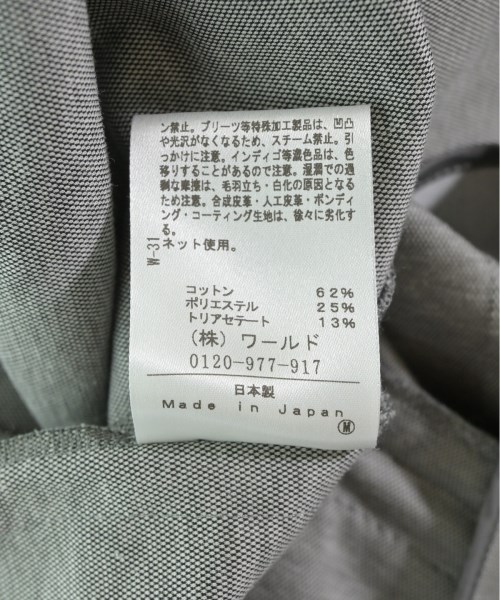 ン禁止。プリーツ等特殊加工製品は、凹凸
や光沢がなくなるため、スチーム禁止。引
っかけに注意。インディゴ等濃色品は、色
移りすることがあるので注意。湿潤での過
剰な摩擦は、毛羽立ち・白化の原因となる
ため注意。合成皮革・人工皮革・ボンディ
ング・コーティング生地は、徐々に劣化す
る。
ネット使用。
W-31
コットン 62%
ポリエステル 25%
トリアセテート 13%
(株) ワールド
0120-977-917
日本製
Made in Japan
M